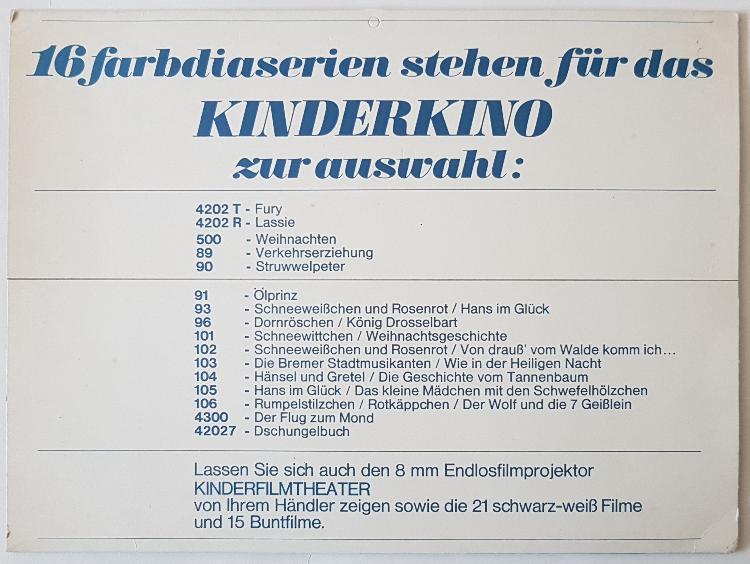 16 farbdiaserien stehen für das
KINDERKINO
zur auswahl:
4202 T - Fury
4202 R - Lassie
500 - Weihnachten
89 - Verkehrserziehung
90 - Struwwelpeter
91 - Ölprinz
93 - Schneeweißchen und Rosenrot / Hans im Glück
96 - Dornröschen / König Drosselbart
101 - Schneewittchen / Weihnachtsgeschichte
102 - Schneeweißchen und Rosenrot / Von drauß' vom Walde komm ich...
103 - Die Bremer Stadtmusikanten / Wie in der Heiligen Nacht
104 - Hänsel und Gretel / Die Geschichte vom Tannenbaum
105 - Hans im Glück / Das kleine Mädchen mit den Schwefelhölzchen
106 - Rumpelstilzchen / Rotkäppchen / Der Wolf und die 7 Geißlein
4300 - Der Flug zum Mond
42027 - Dschungelbuch
Lassen Sie sich auch den 8 mm Endlosfilmprojektor
KINDERFILMTHEATER
von Ihrem Händler zeigen sowie die 21 schwarz-weiß Filme
und 15 Buntfilme.